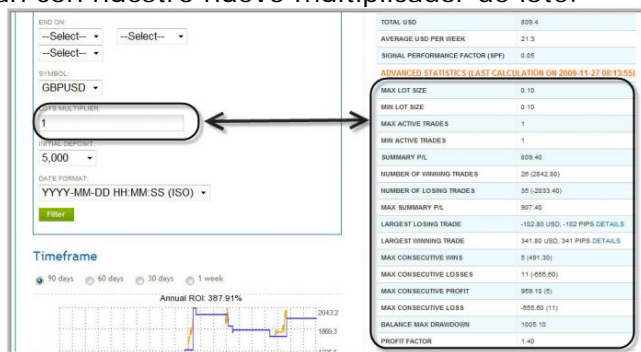 END ON:
--Select-- --Select--
--Select--
SYMBOL:
GBPUSD
LOTS MULTIPLIER:
1
INITIAL DEPOSIT:
5,000
DATE FORMAT:
YYYY-MM-DD HH:MM:SS (ISO)
Filter
Timeframe
90 days 60 days 30 days 1 week
Annual ROI: 387.91%
2043.2
1869.3
TOTAL USD 809.4
AVERAGE USD PER WEEK 21.3
SIGNAL PERFORMANCE FACTOR (SPF) 0.05
ADVANCED STATISTICS (LAST CALCULATION ON 2009-11-27 08:13:55)
MAX LOT SIZE 0.10
MIN LOT SIZE 0.10
MAX ACTIVE TRADES 1
MIN ACTIVE TRADES 1
SUMMARY P/L 809.40
NUMBER OF WINNING TRADES 26 (2842.80)
NUMBER OF LOSING TRADES 35 (-2033.40)
MAX SUMMARY P/L 907.40
LARGEST LOSING TRADE -102.80 USD, -102 PIPS DETAILS
LARGEST WINNING TRADE 341.80 USD, 341 PIPS DETAILS
MAX CONSECUTIVE WINS 5 (491.30)
MAX CONSECUTIVE LOSSES 11 (-655.60)
MAX CONSECUTIVE PROFIT 959.10 (5)
MAX CONSECUTIVE LOSS -655.60 (11)
BALANCE MAX DRAWDOWN 1005.10
PROFIT FACTOR 1.40